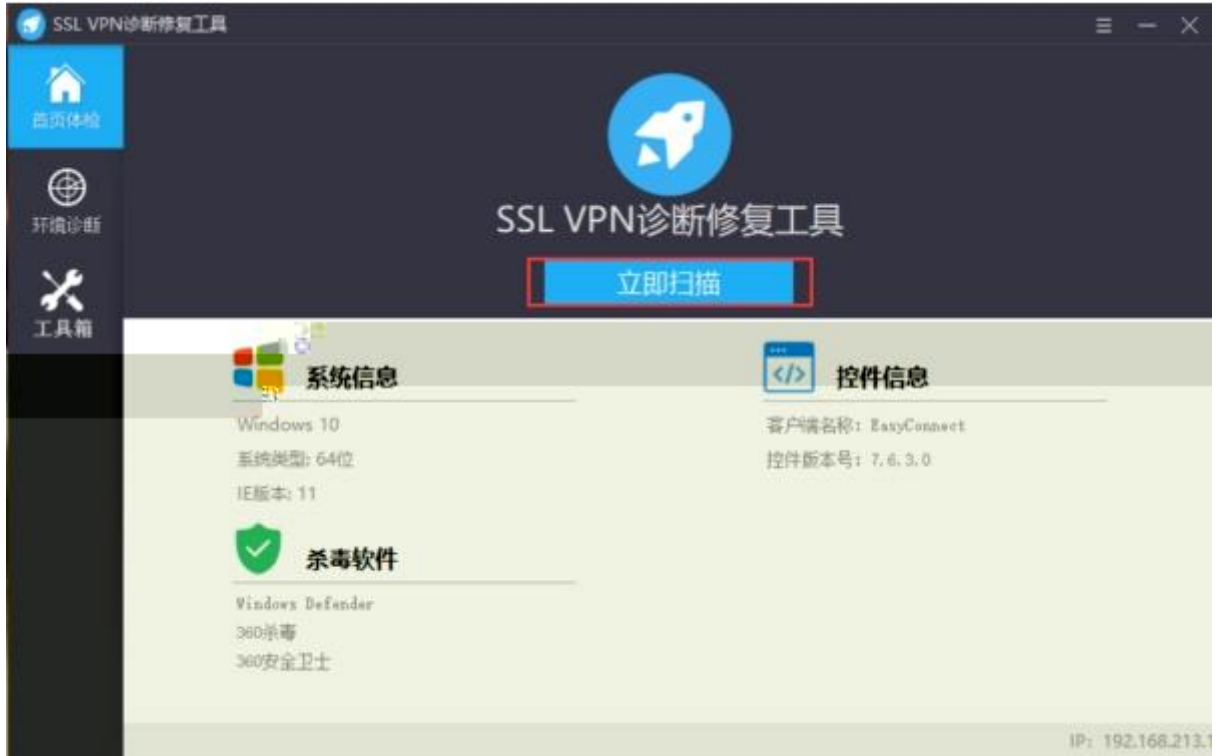 SSL VPN诊断修复工具
首页体检
环境诊断
工具箱
SSL VPN诊断修复工具
立即扫描
系统信息
Windows 10
系统类型: 64位
IE版本: 11
杀毒软件
Windows Defender
360杀毒
360安全卫士
控件信息
客户端名称: EasyConnect
控件版本号: 7.6.3.0
IP: 192.168.213.1